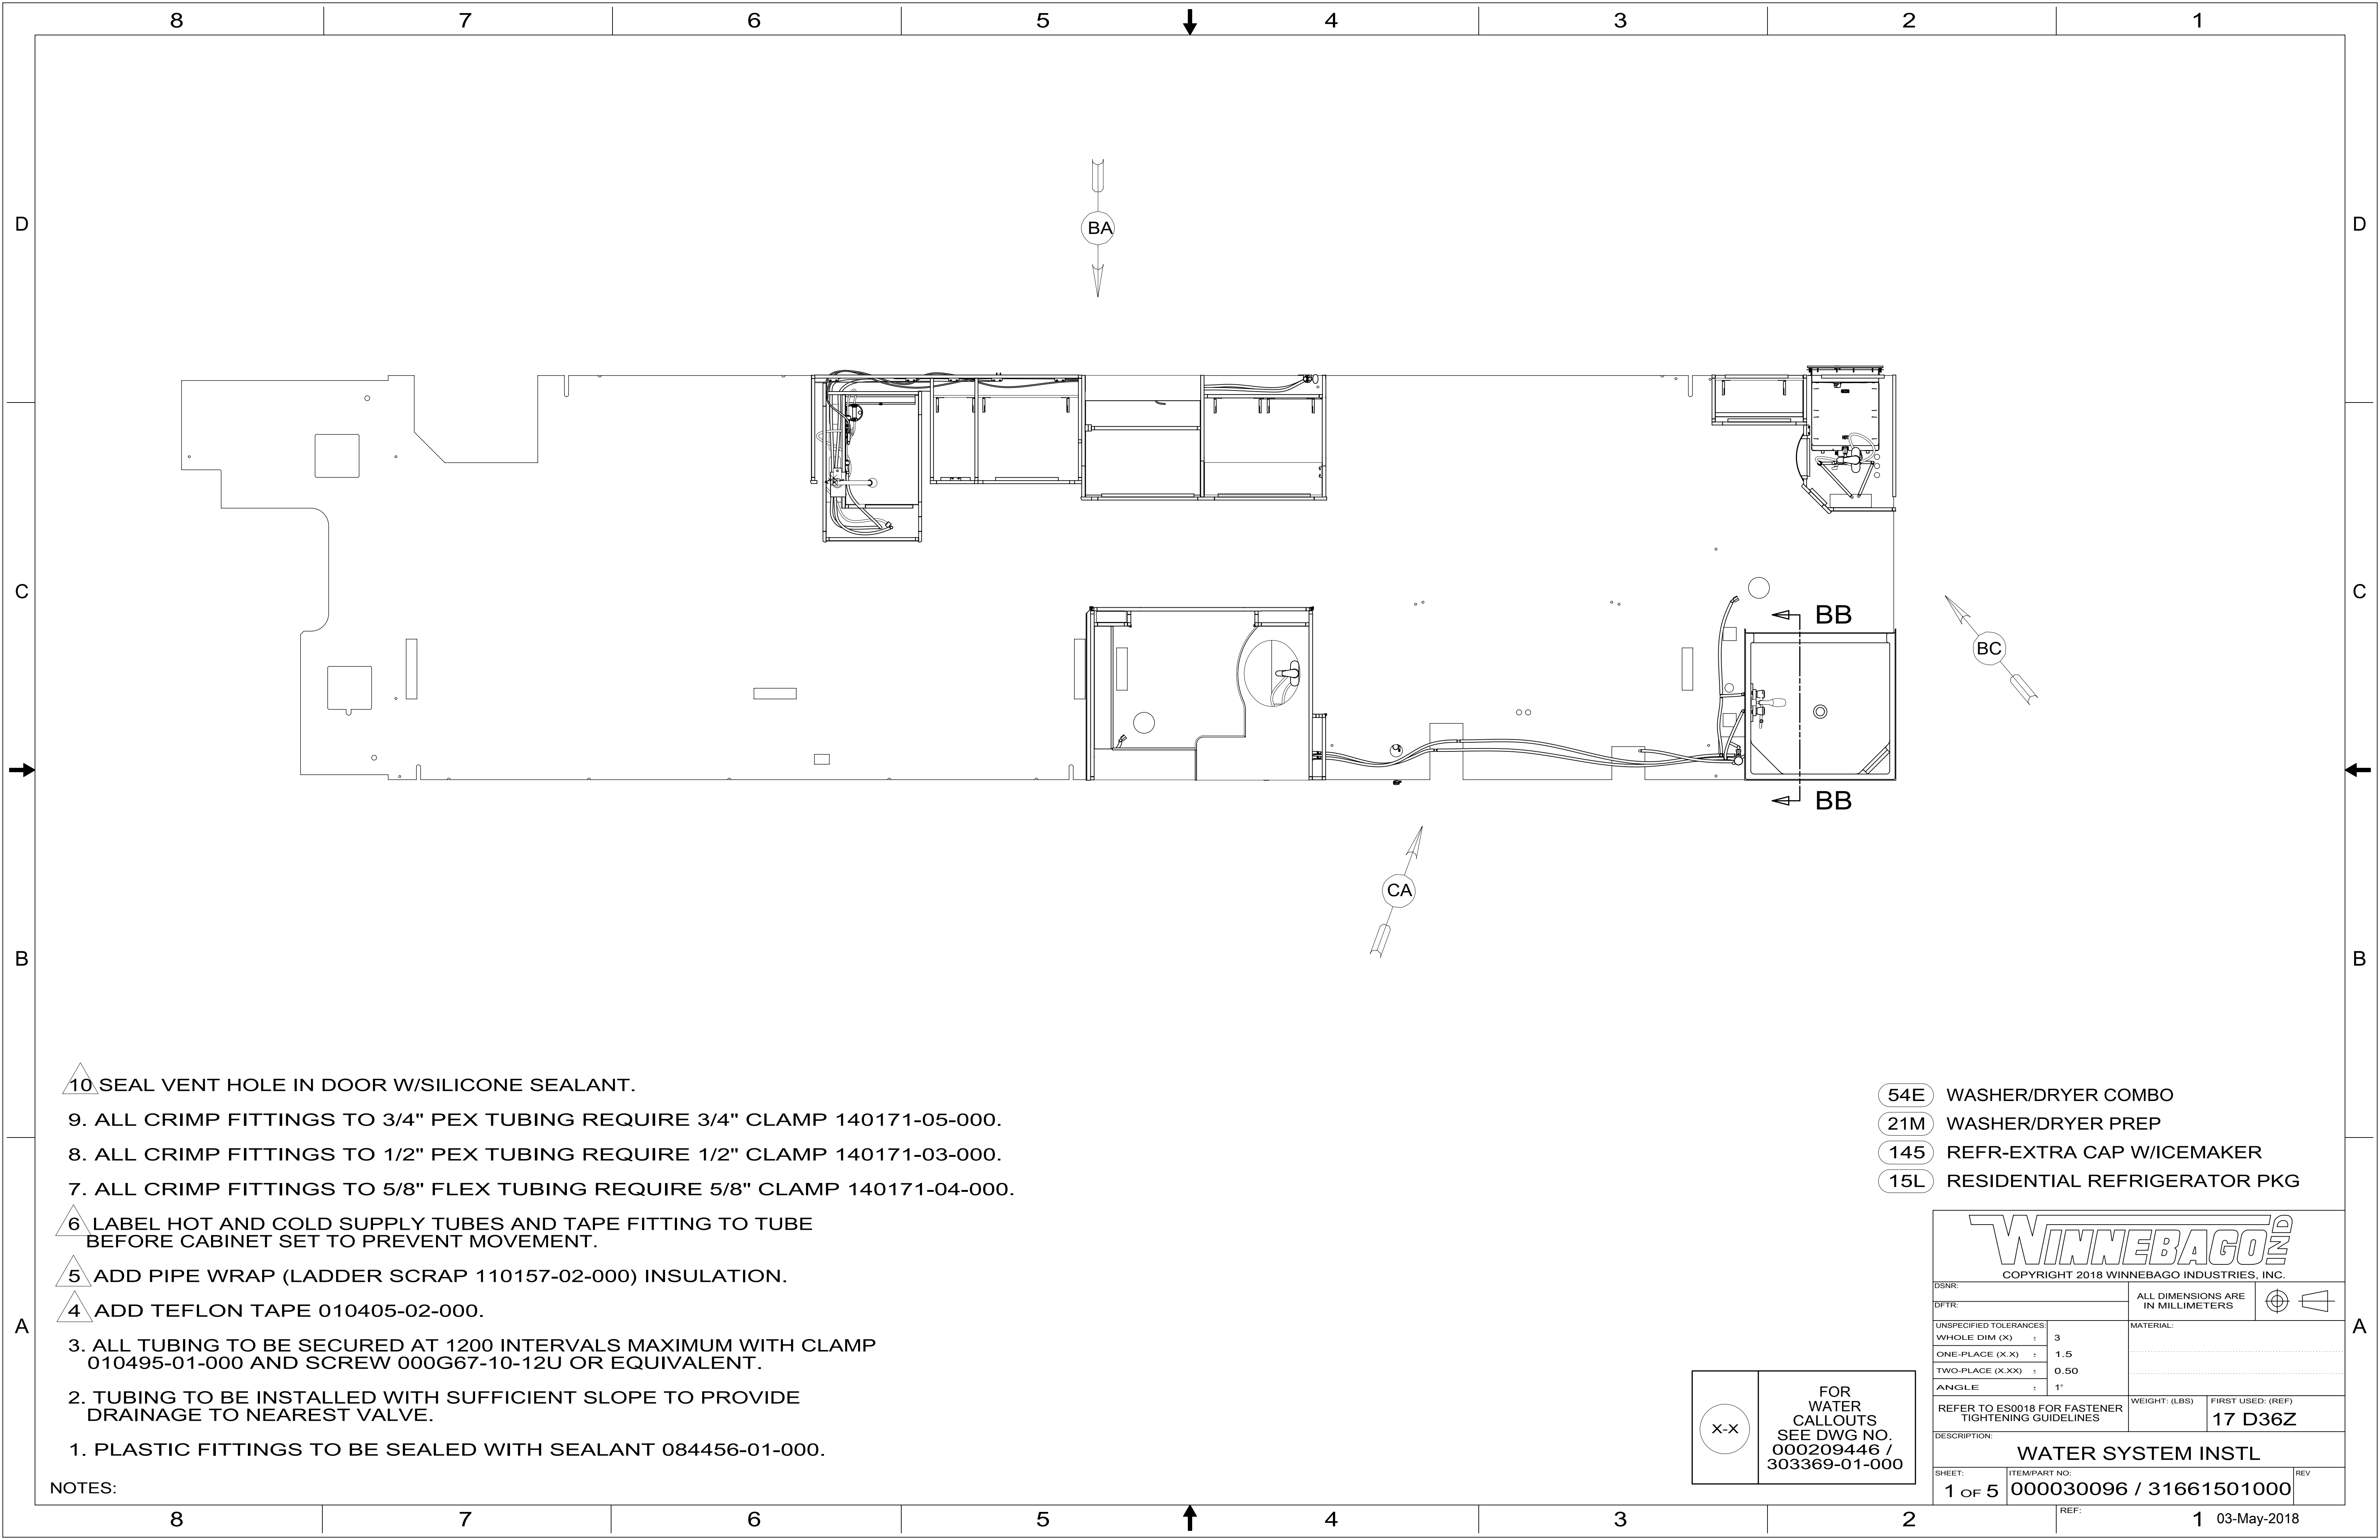 8 7 6 5 4 3 2 1
D D
BA
C C
BB
BC
BB
CA
B B
10 SEAL VENT HOLE IN DOOR W/SILICONE SEALANT.
9. ALL CRIMP FITTINGS TO 3/4" PEX TUBING REQUIRE 3/4" CLAMP 140171-05-000.
8. ALL CRIMP FITTINGS TO 1/2" PEX TUBING REQUIRE 1/2" CLAMP 140171-03-000.
7. ALL CRIMP FITTINGS TO 5/8" FLEX TUBING REQUIRE 5/8" CLAMP 140171-04-000.
6 LABEL HOT AND COLD SUPPLY TUBES AND TAPE FITTING TO TUBE
BEFORE CABINET SET TO PREVENT MOVEMENT.
5 ADD PIPE WRAP (LADDER SCRAP 110157-02-000) INSULATION.
4 ADD TEFLON TAPE 010405-02-000.
3. ALL TUBING TO BE SECURED AT 1200 INTERVALS MAXIMUM WITH CLAMP
010495-01-000 AND SCREW 000G67-10-12U OR EQUIVALENT.
2. TUBING TO BE INSTALLED WITH SUFFICIENT SLOPE TO PROVIDE
DRAINAGE TO NEAREST VALVE.
1. PLASTIC FITTINGS TO BE SEALED WITH SEALANT 084456-01-000.
NOTES:
54E WASHER/DRYER COMBO
21M WASHER/DRYER PREP
145 REFR-EXTRA CAP W/ICEMAKER
15L RESIDENTIAL REFRIGERATOR PKG
A A
X-X
FOR
WATER
CALLOUTS
SEE DWG NO.
000209446 /
303369-01-000
WINNEBAGO IND
COPYRIGHT 2018 WINNEBAGO INDUSTRIES, INC.
DSNR:
DFTR:
ALL DIMENSIONS ARE
IN MILLIMETERS
UNSPECIFIED TOLERANCES:
WHOLE DIM (X) ± 3
ONE-PLACE (X.X) ± 1.5
TWO-PLACE (X.XX) ± 0.50
ANGLE ± 1°
MATERIAL:
REFER TO ES0018 FOR FASTENER
TIGHTENING GUIDELINES
WEIGHT: (LBS)
FIRST USED: (REF)
17 D36Z
DESCRIPTION:
WATER SYSTEM INSTL
SHEET:
1 OF 5
ITEM/PART NO:
000030096 / 31661501000
REV
8 7 6 5 4 3 2 1
REF:
03-May-2018